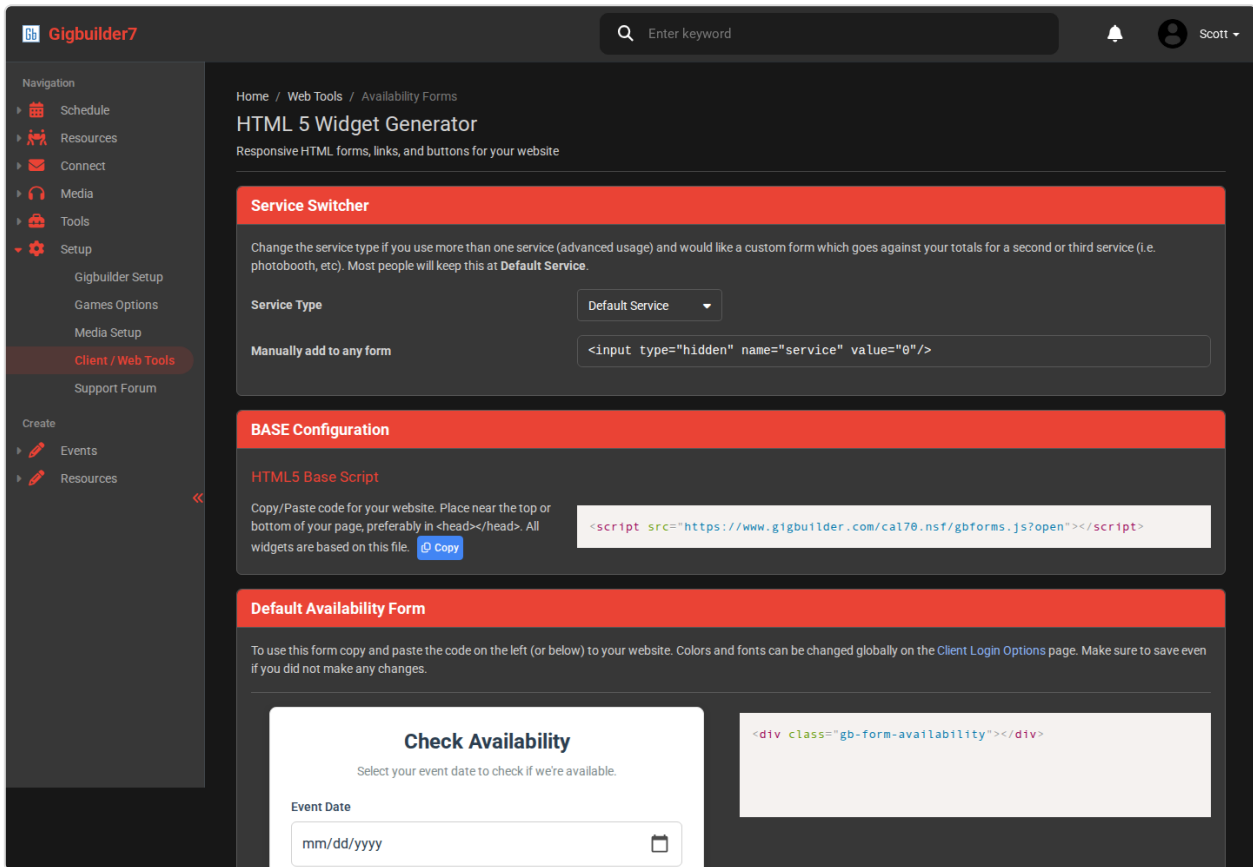 Gb Gigbuilder7
Enter keyword
Scott
Navigation
Schedule
Resources
Connect
Media
Tools
Setup
Gigbuilder Setup
Games Options
Media Setup
Client / Web Tools
Support Forum
Create
Events
Resources
Home / Web Tools / Availability Forms
HTML 5 Widget Generator
Responsive HTML forms, links, and buttons for your website
Service Switcher
Change the service type if you use more than one service (advanced usage) and would like a custom form which goes against your totals for a second or third service (i.e.
photobooth, etc). Most people will keep this at Default Service.
Service Type
Default Service
Manually add to any form
<input type="hidden" name="service" value="0"/>
BASE Configuration
HTML5 Base Script
Copy/Paste code for your website. Place near the top or
bottom of your page, preferably in <head></head>. All
widgets are based on this file. Copy
<script src="https://www.gigbuilder.com/cal70.nsf/gbforms.js?open"></script>
Default Availability Form
To use this form copy and paste the code on the left (or below) to your website. Colors and fonts can be changed globally on the Client Login Options page. Make sure to save even
if you did not make any changes.
Check Availability
Select your event date to check if we're available.
Event Date
mm/dd/yyyy
<div class="gb-form-availability"></div>